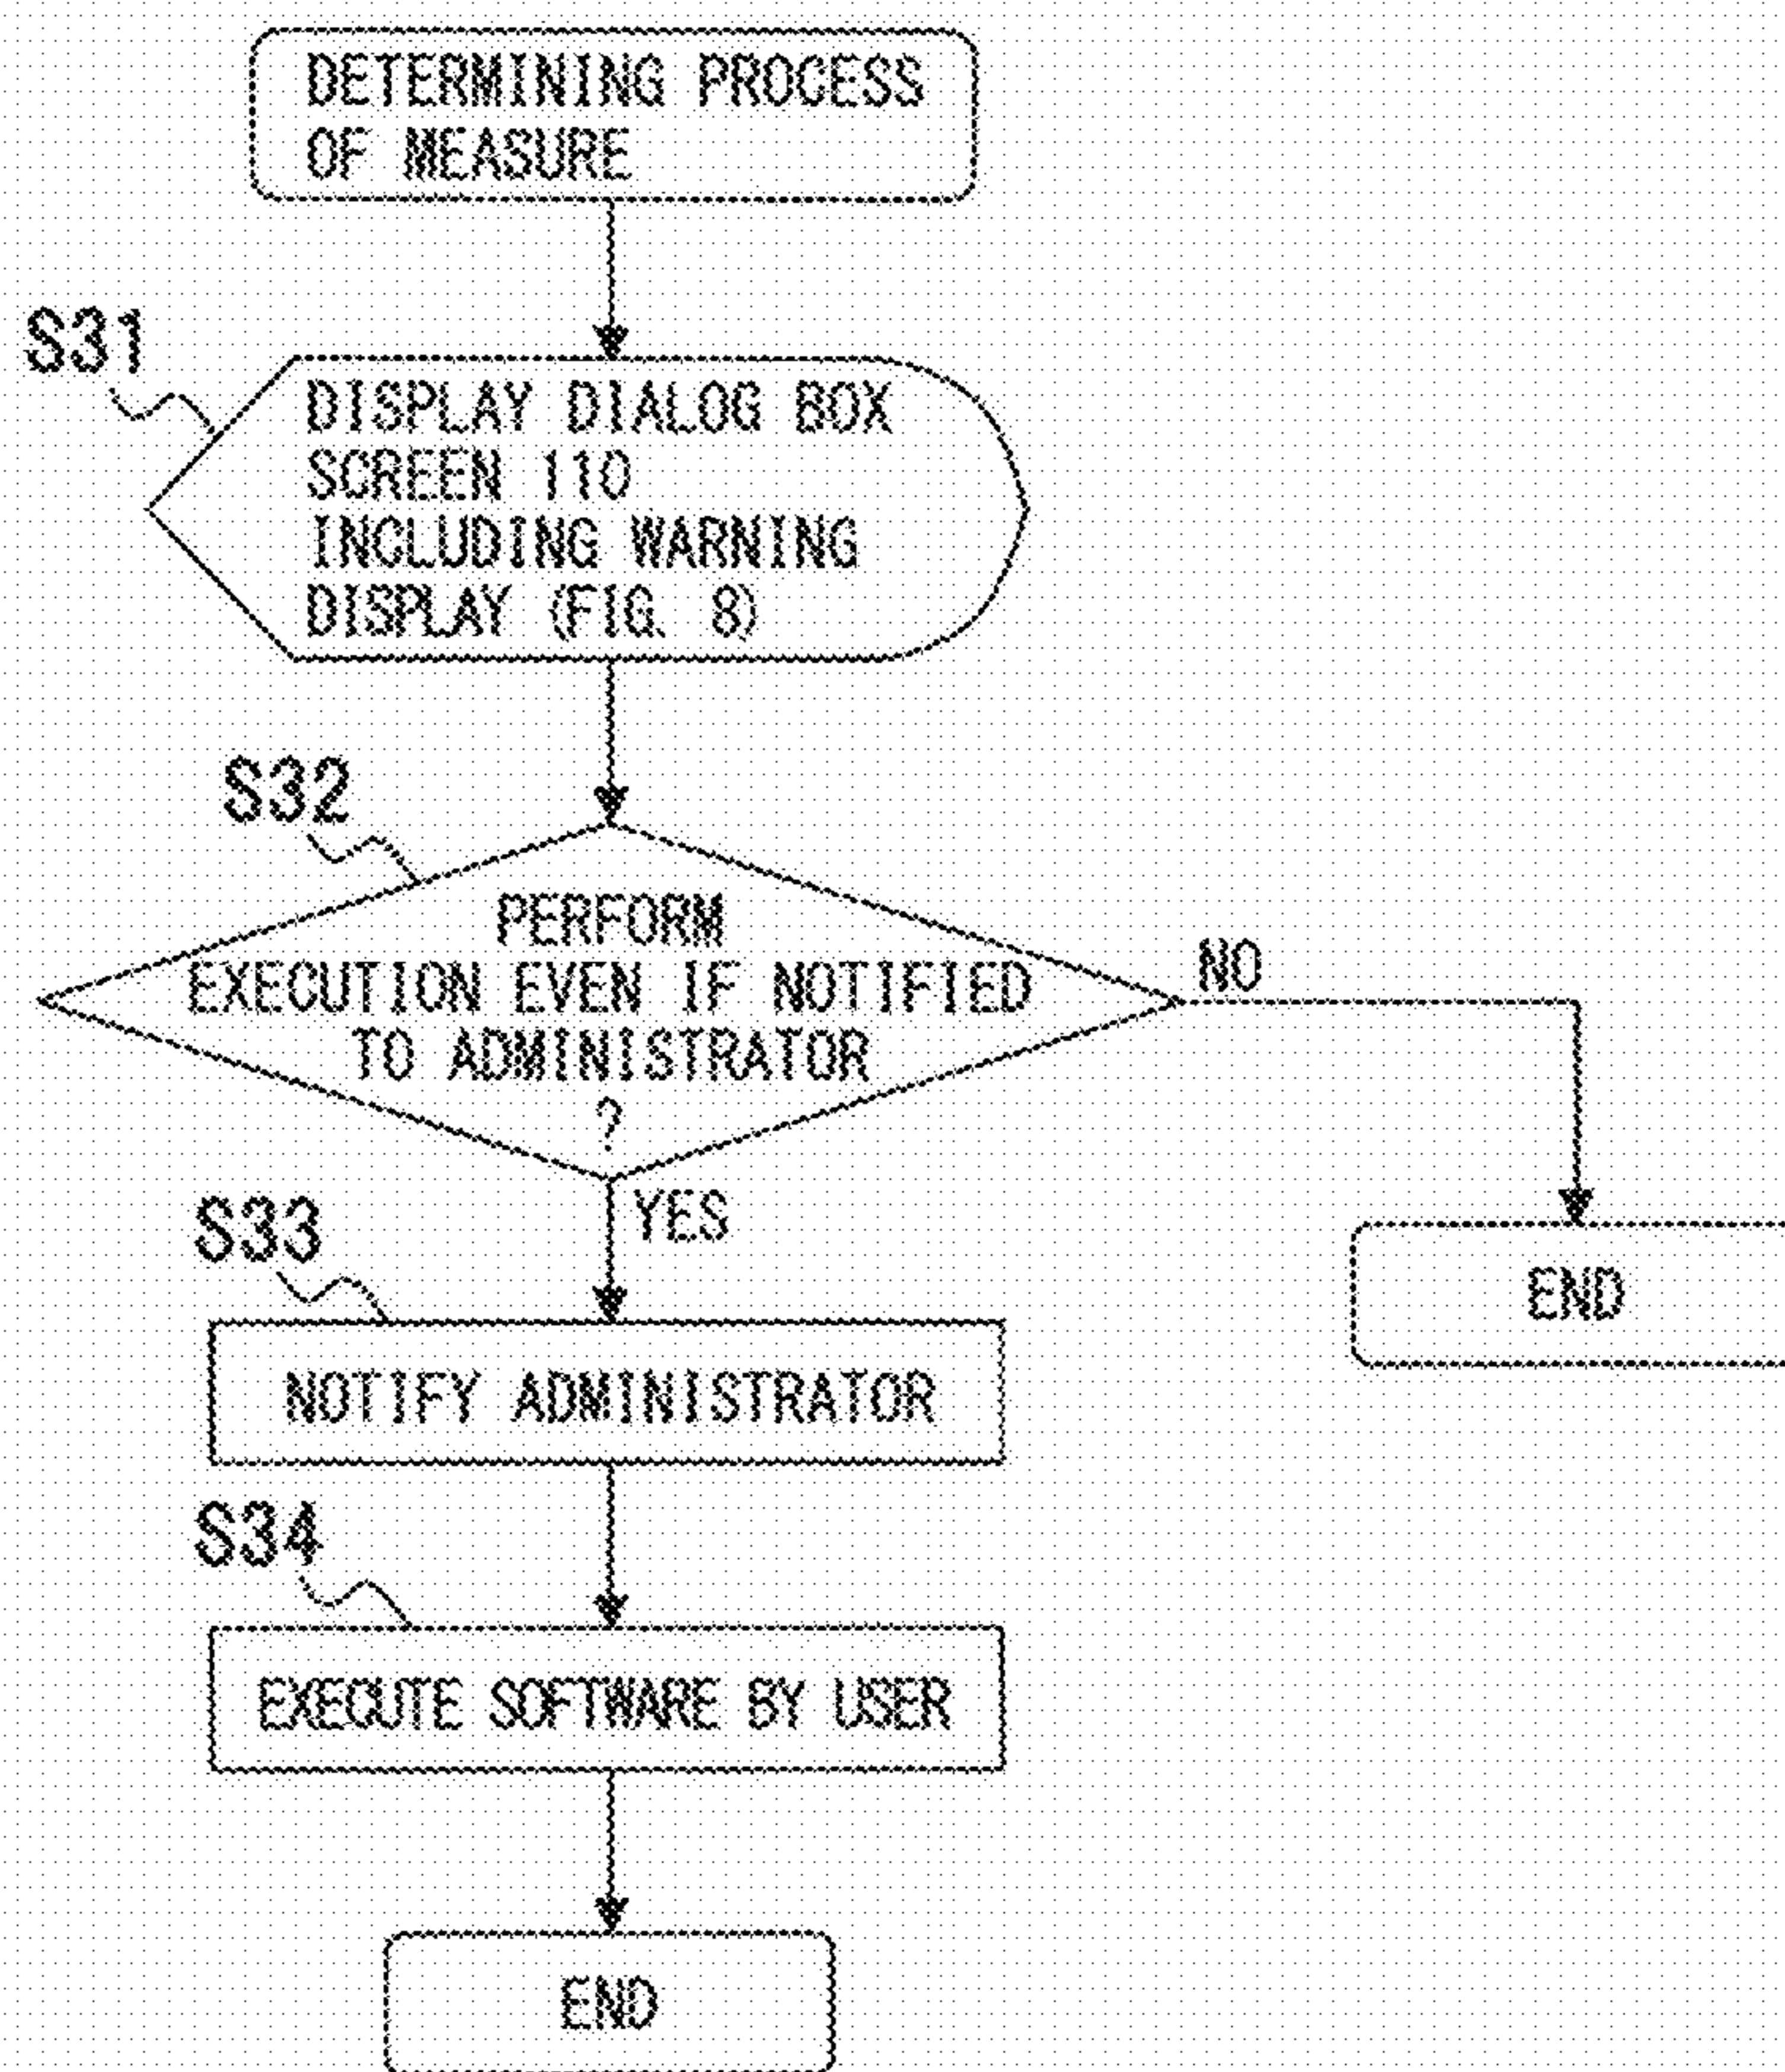 DETERMINING PROCESS
OF MEASURE
S31
DISPLAY DIALOG BOX
SCREEN 110
INCLUDING WARNING
DISPLAY (FIG. 8)
S32
PERFORM
EXECUTION EVEN IF NOTIFIED
TO ADMINISTRATOR
?
NO
YES
END
S33
NOTIFY ADMINISTRATOR
S34
EXECUTE SOFTWARE BY USER
END